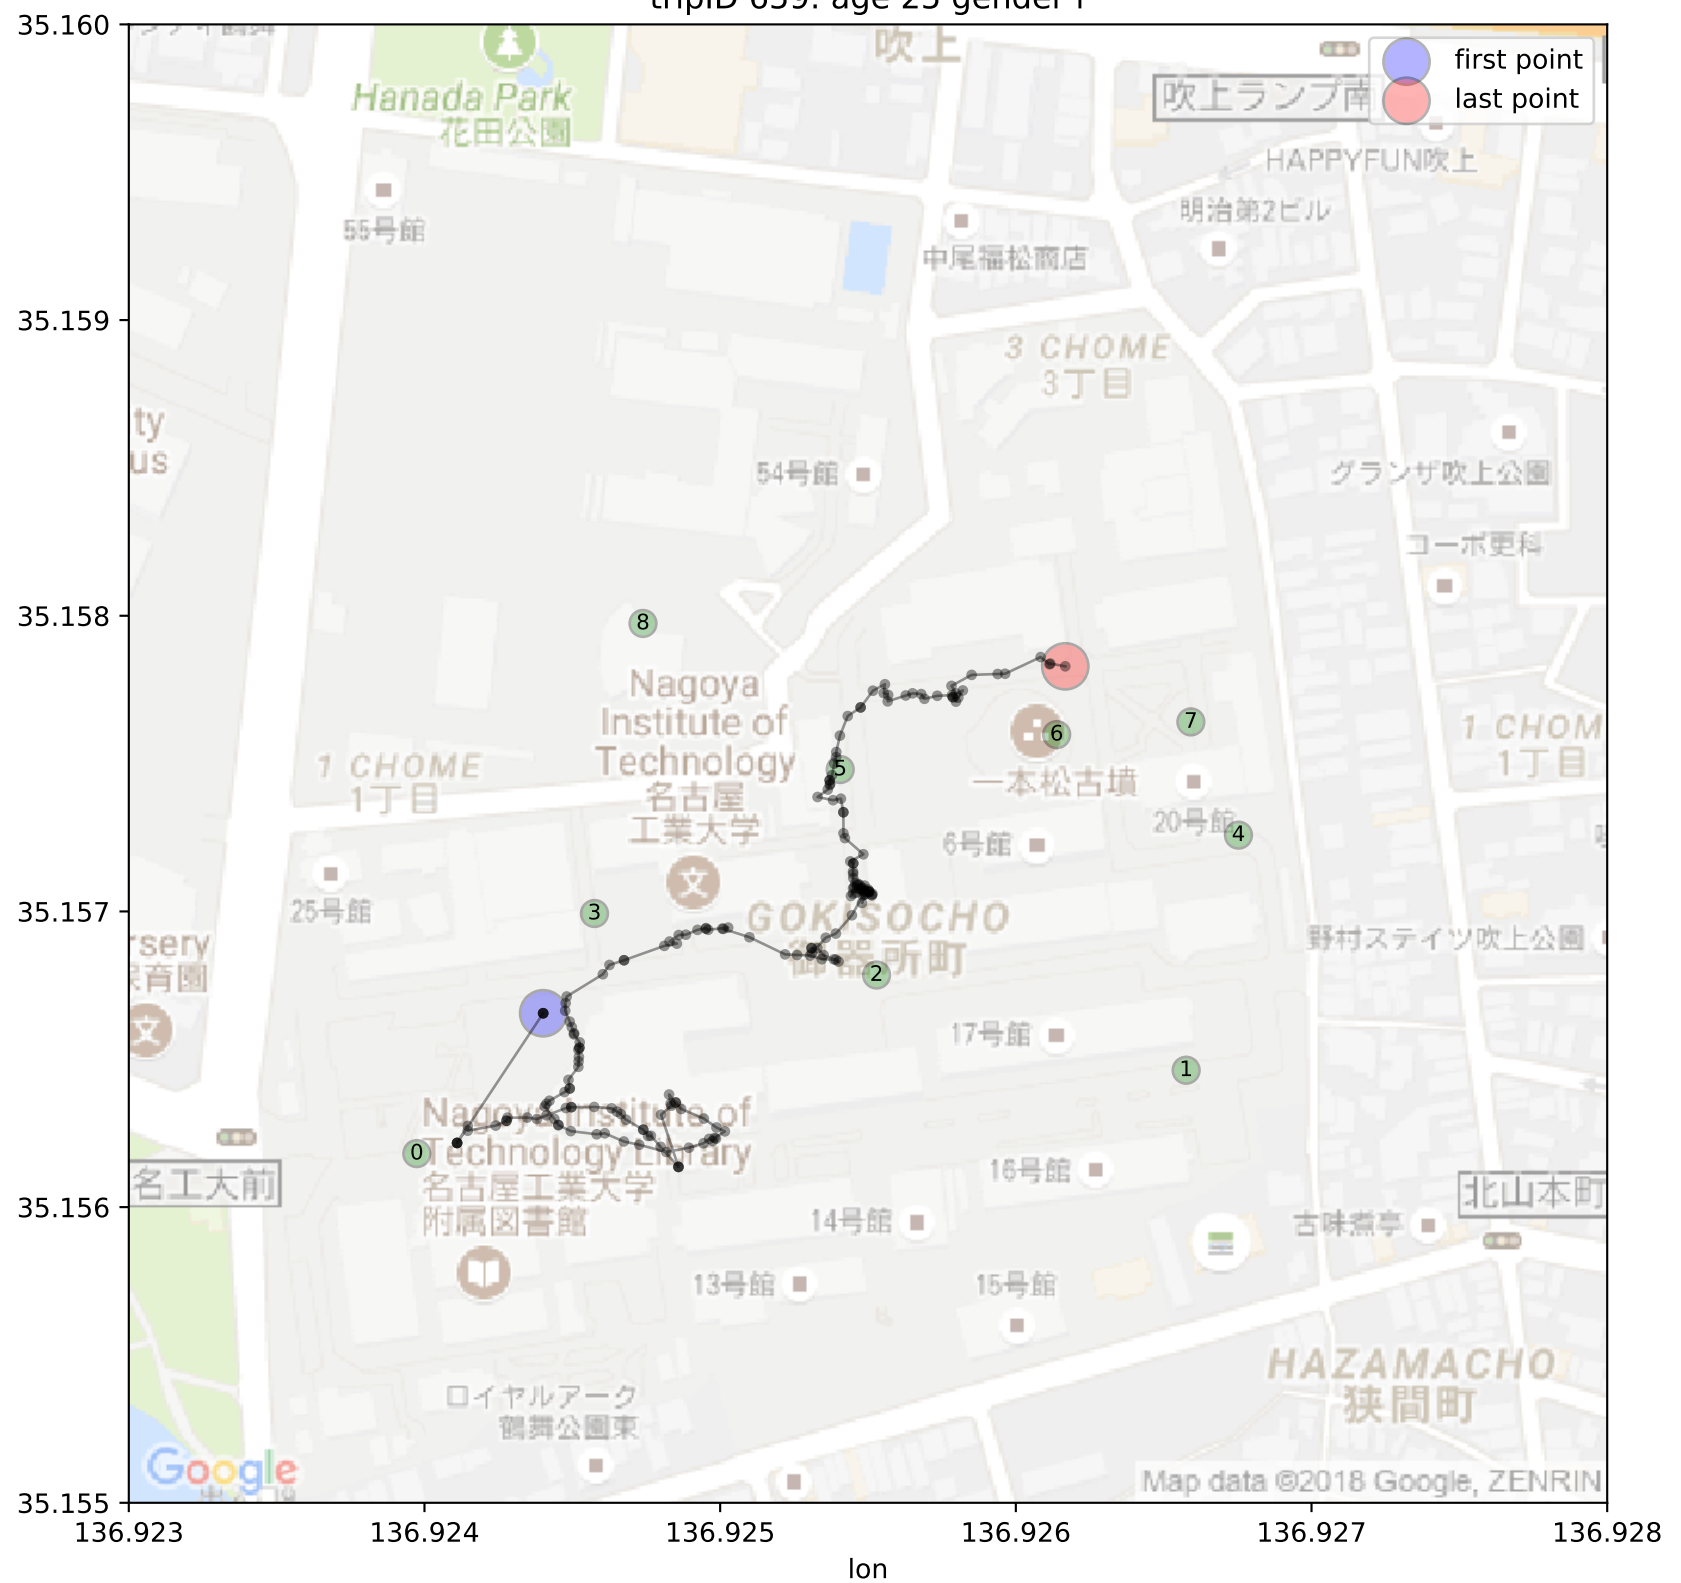 35.160
35.159
35.158
35.157
35.156
35.155
136.923
136.924
136.925
136.926
136.927
136.928
lon
first point
last point
吹上
Hanada Park
花田公園
吹上ランプ南
HAPPYFUN吹上
明治第2ビル
55号館
中尾福松商店
3 CHOME
3丁目
ty
us
54号館
グランザ吹上公園
コーポ更科
8
Nagoya
Institute of
Technology
名古屋
工業大学
1 CHOME
1丁目
7
6
5
一本松古墳
1 CHOM
1丁目
20号館
4
6号館
25号館
3
GOKISOCHO
御器所町
2
野村ステイツ吹上公園
rsery
保育園
17号館
1
Nagoya Institute of
Technology Library
名古屋工業大学
附属図書館
0
名工大前
16号館
北山本町
14号館
古味煮亭
13号館
15号館
HAZAMACHO
狭間町
ロイヤルアーク
鶴舞公園東
Google
Map data ©2018 Google, ZENRIN